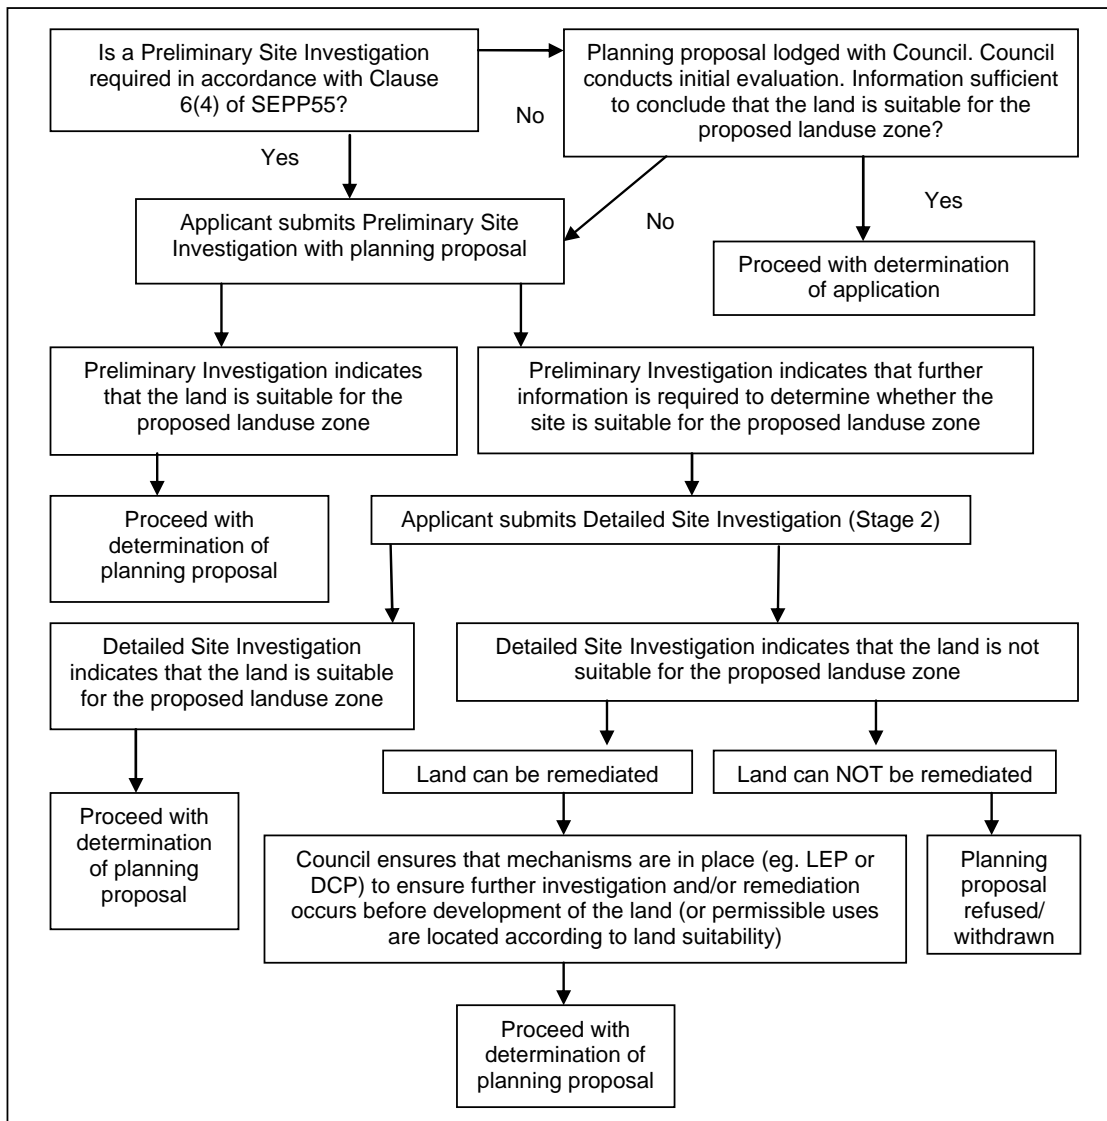 Is a Preliminary Site Investigation
required in accordance with Clause
6(4) of SEPP55?
Planning proposal lodged with Council. Council
conducts initial evaluation. Information sufficient
to conclude that the land is suitable for the
proposed landuse zone?
No
Yes
Applicant submits Preliminary Site
Investigation with planning proposal
No
Yes
Proceed with determination
of application
Preliminary Investigation indicates
that the land is suitable for the
proposed landuse zone
Preliminary Investigation indicates that further
information is required to determine whether the
site is suitable for the proposed landuse zone
Proceed with
determination of
planning proposal
Applicant submits Detailed Site Investigation (Stage 2)
Detailed Site Investigation
indicates that the land is suitable
for the proposed landuse zone
Detailed Site Investigation indicates that the land is not
suitable for the proposed landuse zone
Land can be remediated
Land can NOT be remediated
Proceed with
determination
of planning
proposal
Council ensures that mechanisms are in place (eg. LEP or
DCP) to ensure further investigation and/or remediation
occurs before development of the land (or permissible uses
are located according to land suitability)
Planning
proposal
refused/
withdrawn
Proceed with
determination of
planning proposal